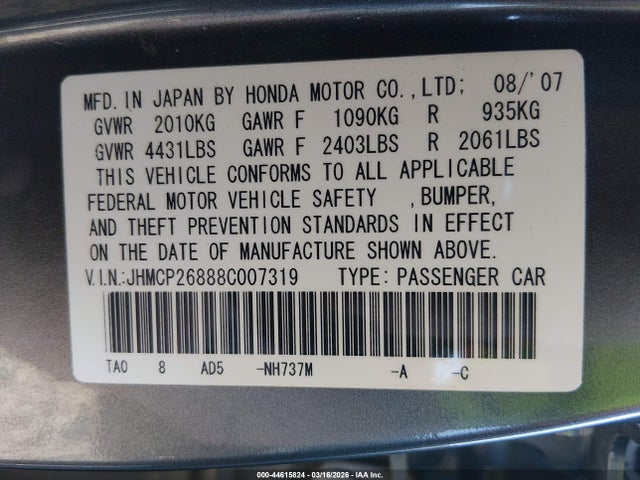 MFD. IN JAPAN BY HONDA MOTOR CO.,LTD; 08/'07
GVWR 2010KG GAWR F 1090KG R 935KG
GVWR 4431LBS GAWR F 2403LBS R 2061LBS
THIS VEHICLE CONFORMS TO ALL APPLICABLE
FEDERAL MOTOR VEHICLE SAFETY ,BUMPER,
AND THEFT PREVENTION STANDARDS IN EFFECT
ON THE DATE OF MANUFACTURE SHOWN ABOVE.
V.I.N.:JHMCP26888C007319 TYPE: PASSENGER CAR
TA0 8 AD5 -NH737M -A -C
000-44615824 | 03/16/2026 | IAA Inc.